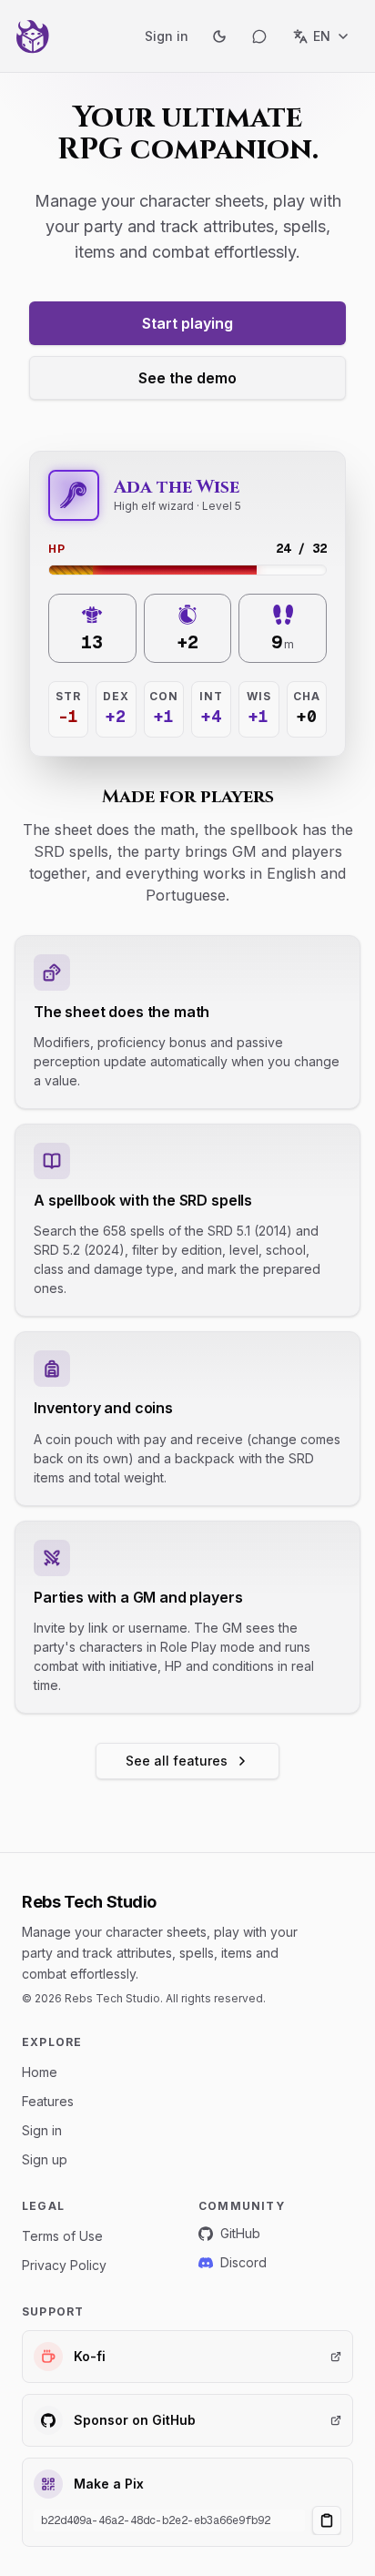 Sign in
EN
Your ultimate
RPG companion.
Manage your character sheets, play with
your party and track attributes, spells,
items and combat effortlessly.
Start playing
See the demo
Ada the Wise
High elf wizard · Level 5
HP
24 / 32
13
+2
9m
STR
DEX
CON
INT
WIS
CHA
-1
+2
+1
+4
+1
+0
Made for players
The sheet does the math, the spellbook has the
SRD spells, the party brings GM and players
together, and everything works in English and
Portuguese.
The sheet does the math
Modifiers, proficiency bonus and passive
perception update automatically when you change
a value.
A spellbook with the SRD spells
Search the 658 spells of the SRD 5.1 (2014) and
SRD 5.2 (2024), filter by edition, level, school,
class and damage type, and mark the prepared
ones.
Inventory and coins
A coin pouch with pay and receive (change comes
back on its own) and a backpack with the SRD
items and total weight.
Parties with a GM and players
Invite by link or username. The GM sees the
party's characters in Role Play mode and runs
combat with initiative, HP and conditions in real
time.
See all features
Rebs Tech Studio
Manage your character sheets, play with your
party and track attributes, spells, items and
combat effortlessly.
© 2026 Rebs Tech Studio. All rights reserved.
EXPLORE
Home
Features
Sign in
Sign up
LEGAL
Terms of Use
Privacy Policy
COMMUNITY
GitHub
Discord
SUPPORT
Ko-fi
Sponsor on GitHub
Make a Pix
b22d409a-46a2-48dc-b2e2-eb3a66e9fb92